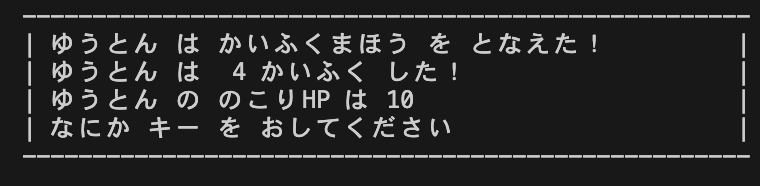 ゆうとん は かいふくまほう を となえた！
ゆうとん は  4 かいふく した！
ゆうとん の のこりHP は 10
なにか キー を おしてください